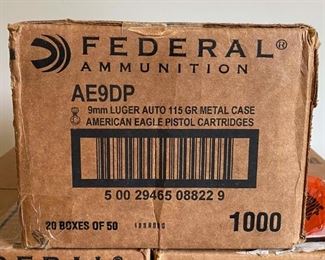 FEDERAL®
AMMUNITION
AE9DP
9mm LUGER AUTO 115 GR METAL CASE
AMERICAN EAGLE PISTOL CARTRIDGES
5 00 29465 08822 9
20 BOXES OF 50
1000